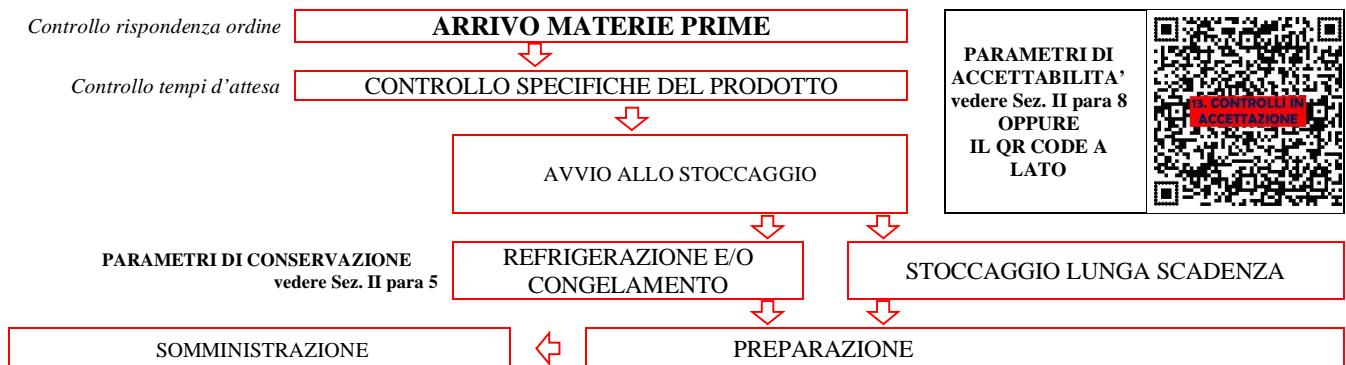 Controllo rispondenza ordine
ARRIVO MATERIE PRIME
Controllo tempi d'attesa
CONTROLLO SPECIFICHE DEL PRODOTTO
AVVIO ALLO STOCCAGGIO
PARAMETRI DI
ACCETTABILITA'
vedere Sez. II para 8
OPPURE
IL QR CODE A
LATO
13. CONTROLLI IN
ACCETTAZIONE
PARAMETRI DI CONSERVAZIONE
vedere Sez. II para 5
REFRIGERAZIONE E/O
CONGELAMENTO
STOCCAGGIO LUNGA SCADENZA
SOMMINISTRAZIONE
PREPARAZIONE